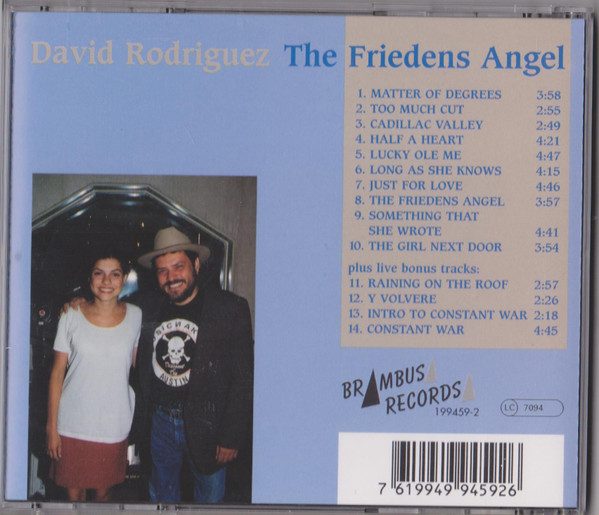 David Rodriguez The Friedens Angel
1. MATTER OF DEGREES 3:58
2. TOO MUCH CUT 2:55
3. CADILLAC VALLEY 2:49
4. HALF A HEART 4:21
5. LUCKY OLE ME 4:47
6. LONG AS SHE KNOWS 4:15
7. JUST FOR LOVE 4:46
8. THE FRIEDENS ANGEL 3:57
9. SOMETHING THAT
SHE WROTE 4:41
10. THE GIRL NEXT DOOR 3:54
plus live bonus tracks:
11. RAINING ON THE ROOF 2:57
12. Y VOLVERE 2:26
13. INTRO TO CONSTANT WAR 2:18
14. CONSTANT WAR 4:45
AUSTIN
BRAMBUS
RECORDS
199459-2
LC 7094
7 619949 945926